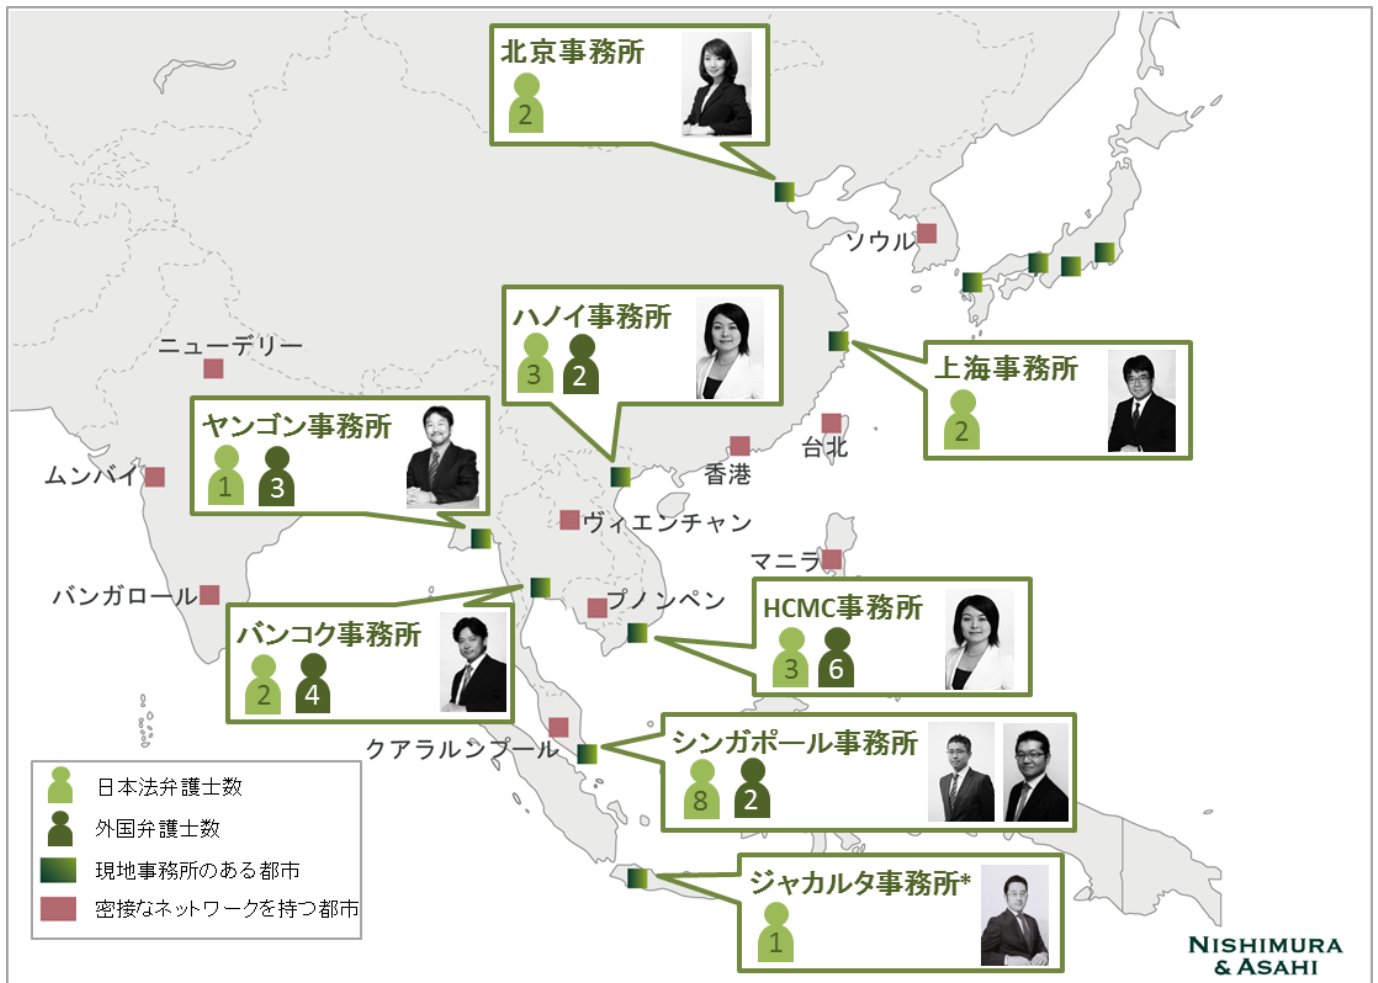 北京事務所
2
ソウル
ハノイ事務所
3 2
ニューデリー
上海事務所
2
ヤンゴン事務所
1 3
台北
香港
ムンバイ
ヴィエンチャン
マニラ
バンガロール
プノンペン
HCMC事務所
3 6
バンコク事務所
2 4
クアラルンプール
シンガポール事務所
8 2
日本法弁護士数
外国弁護士数
現地事務所のある都市
密接なネットワークを持つ都市
ジャカルタ事務所*
1
NISHIMURA
& ASAHI